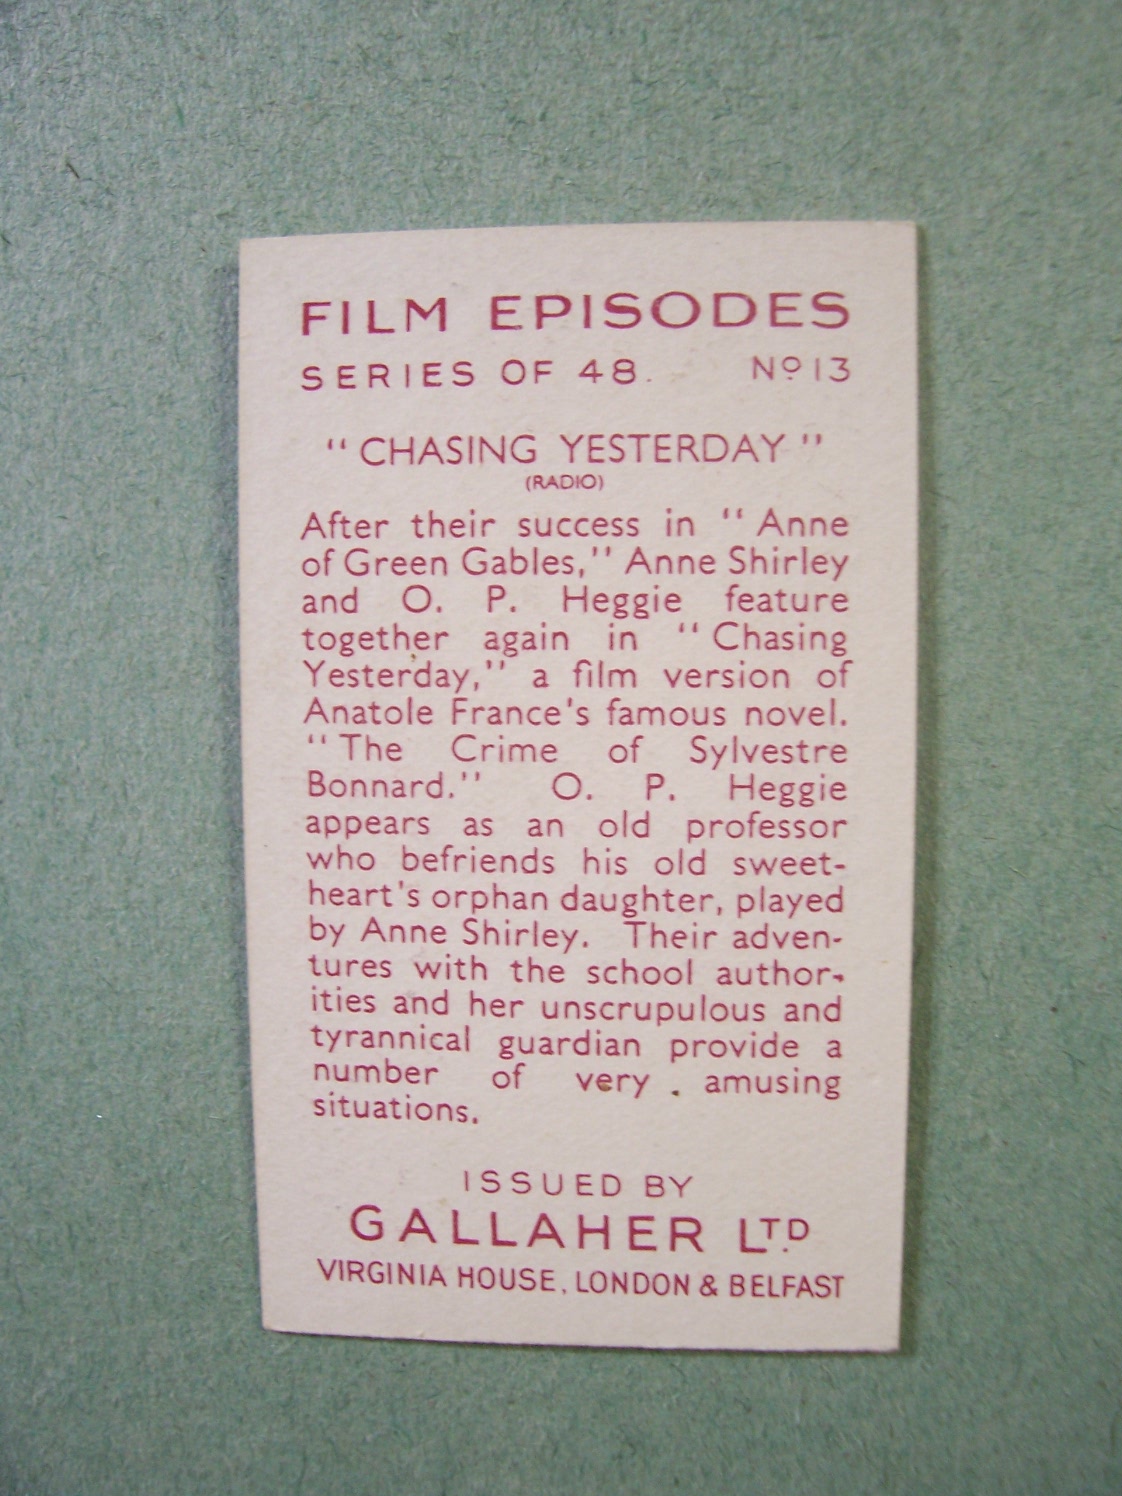 FILM EPISODES
SERIES OF 48. Nº 13
"CHASING YESTERDAY"
(RADIO)
After their success in "Anne
of Green Gables," Anne Shirley
and O. P. Heggie feature
together again in "Chasing
Yesterday," a film version of
Anatole France's famous novel.
"The Crime of Sylvestre
Bonnard." O. P. Heggie
appears as an old professor
who befriends his old sweet-
heart's orphan daughter, played
by Anne Shirley. Their adven-
tures with the school author-
ities and her unscrupulous and
tyrannical guardian provide a
number of very amusing
situations.
ISSUED BY
GALLAHER LTD.
VIRGINIA HOUSE, LONDON & BELFAST